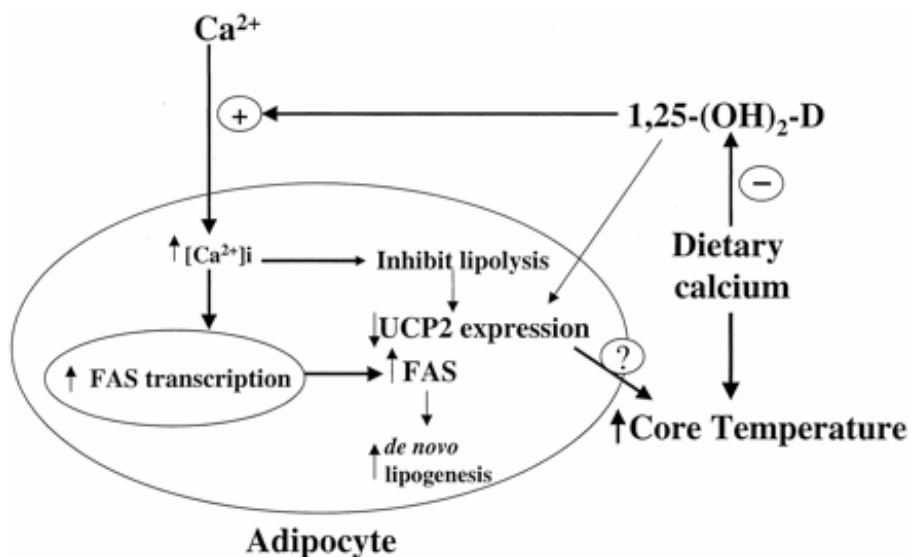 Ca²⁺
+
1,25-(OH)₂-D
−
↑[Ca²⁺]i
Inhibit lipolysis
Dietary
calcium
↓UCP2 expression
?
↑ FAS transcription
↑FAS
↑Core Temperature
↑ de novo
lipogenesis
Adipocyte